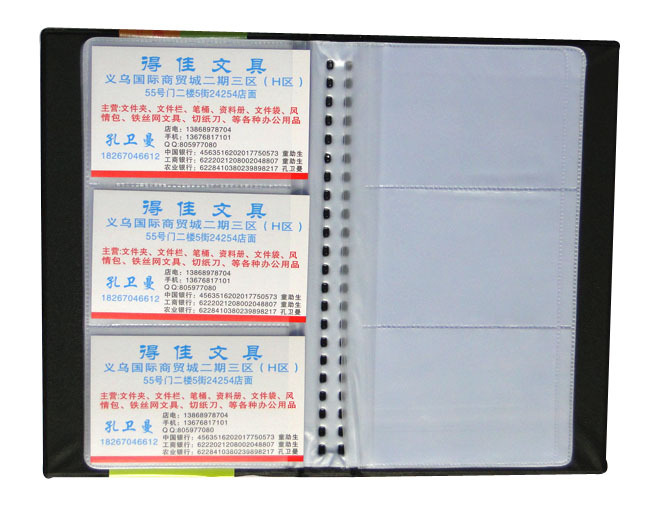 得佳文具
义乌国际商贸城二期三区（H区）
55号门二楼5街24254店面
主营:文件夹、文件栏、笔桶、资料册、文件袋、风
情包、铁丝网文具、切纸刀、等各种办公用品
店电：13868978704
孔卫曼 手机：13676817101
QQ:805977080
18267046612 中国银行：4563516202017750573 童助生
工商银行：6222021208002048807 童助生
农业银行：6228410380239898217 孔卫曼
得佳文具
义乌国际商贸城二期三区（H区）
55号门二楼5街24254店面
主营:文件夹、文件栏、笔桶、资料册、文件袋、风
情包、铁丝网文具、切纸刀、等各种办公用品
店电：13868978704
孔卫曼 手机：13676817101
QQ:805977080
18267046612 中国银行：4563516202017750573 童助生
工商银行：6222021208002048807 童助生
农业银行：6228410380239898217 孔卫曼
得佳文具
义乌国际商贸城二期三区（H区）
55号门二楼5街24254店面
主营:文件夹、文件栏、笔桶、资料册、文件袋、风
情包、铁丝网文具、切纸刀、等各种办公用品
店电：13868978704
孔卫曼 手机：13676817101
QQ:805977080
18267046612 中国银行：4563516202017750573 童助生
工商银行：6222021208002048807 童助生
农业银行：6228410380239898217 孔卫曼